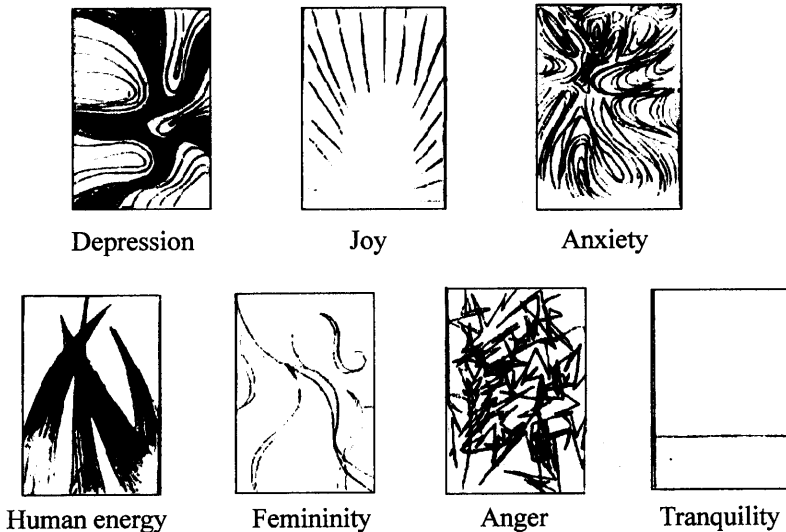 Depression
Joy
Anxiety
Human energy
Femininity
Anger
Tranquility